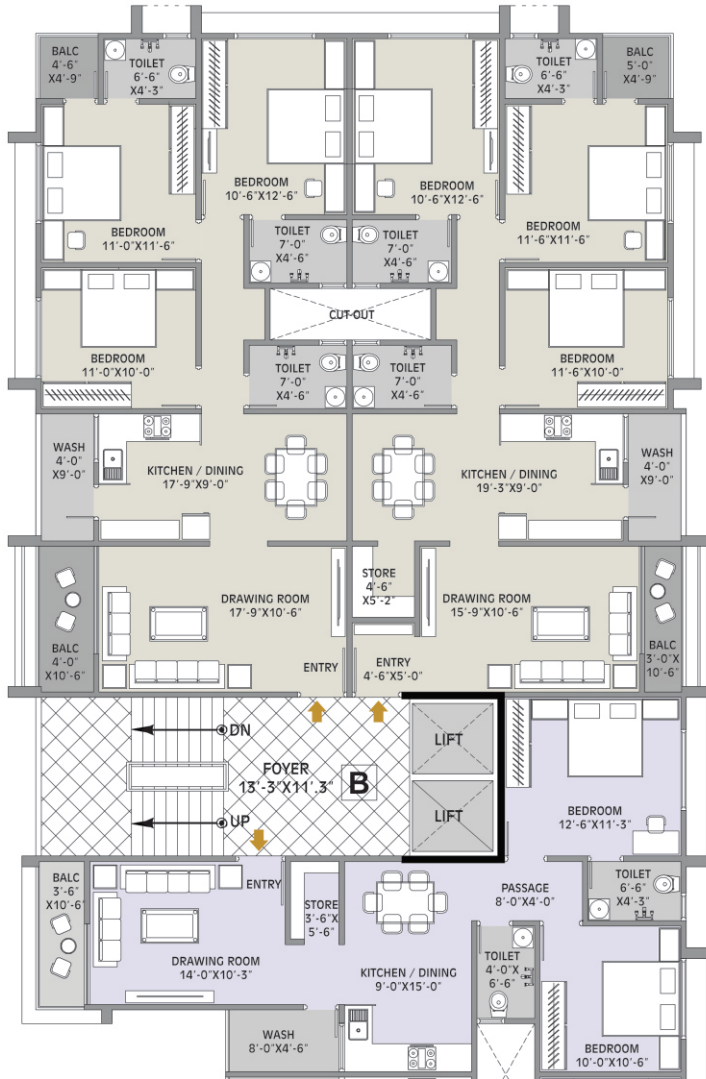 BALC
4'-6"
X4'-9"
TOILET
6'-6"
X4'-3"
TOILET
6'-6"
X4'-3"
BALC
5'-0"
X4'-9"
BEDROOM
10'-6"X12'-6"
BEDROOM
10'-6"X12'-6"
BEDROOM
11'-0"X11'-6"
TOILET
7'-0"
X4'-6"
TOILET
7'-0"
X4'-6"
BEDROOM
11'-6"X11'-6"
CUT-OUT
BEDROOM
11'-0"X10'-0"
TOILET
7'-0"
X4'-6"
TOILET
7'-0"
X4'-6"
BEDROOM
11'-6"X10'-0"
WASH
4'-0"
X9'-0"
KITCHEN / DINING
17'-9"X9'-0"
KITCHEN / DINING
19'-3"X9'-0"
WASH
4'-0"
X9'-0"
DRAWING ROOM
17'-9"X10'-6"
STORE
4'-6"
X5'-2"
DRAWING ROOM
15'-9"X10'-6"
BALC
4'-0"
X10'-6"
ENTRY
ENTRY
4'-6"X5'-0"
BALC
3'-0"X
10'-6"
DN
LIFT
FOYER
13'-3"X11'.3"
B
UP
LIFT
BEDROOM
12'-6"X11'-3"
BALC
3'-6"
X10'-6"
ENTRY
STORE
3'-6"X
5'-6"
PASSAGE
8'-0"X4'-0"
TOILET
6'-6"
X4'-3"
DRAWING ROOM
14'-0"X10'-3"
KITCHEN / DINING
9'-0"X15'-0"
TOILET
4'-0"X
6'-6"
WASH
8'-0"X4'-6"
BEDROOM
10'-0"X10'-6"